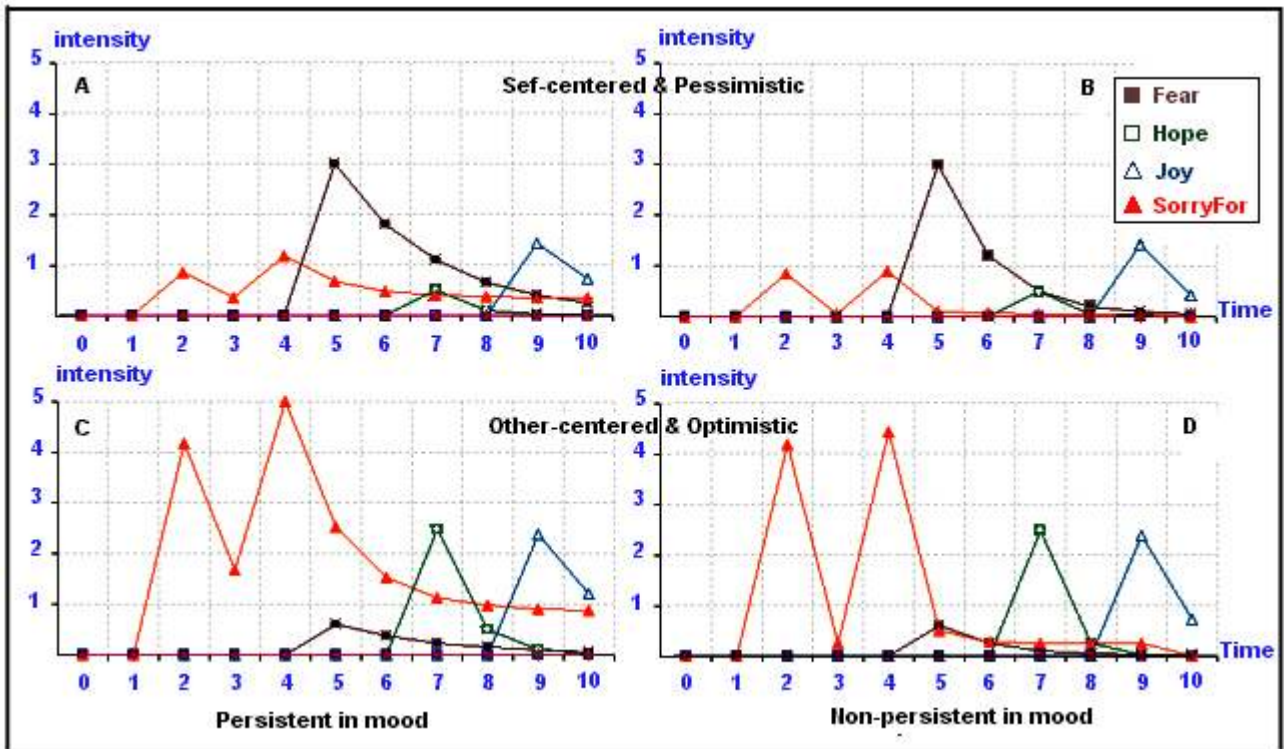 intensity
5
4
3
2
1
A
Sef-centered & Pessimistic
0 1 2 3 4 5 6 7 8 9 10
intensity
5
4
3
2
1
B
Fear
Hope
Joy
SorryFor
Time
0 1 2 3 4 5 6 7 8 9 10
intensity
5
4
3
2
1
C
Other-centered & Optimistic
0 1 2 3 4 5 6 7 8 9 10
Persistent in mood
intensity
5
4
3
2
1
D
Time
0 1 2 3 4 5 6 7 8 9 10
Non-persistent in mood